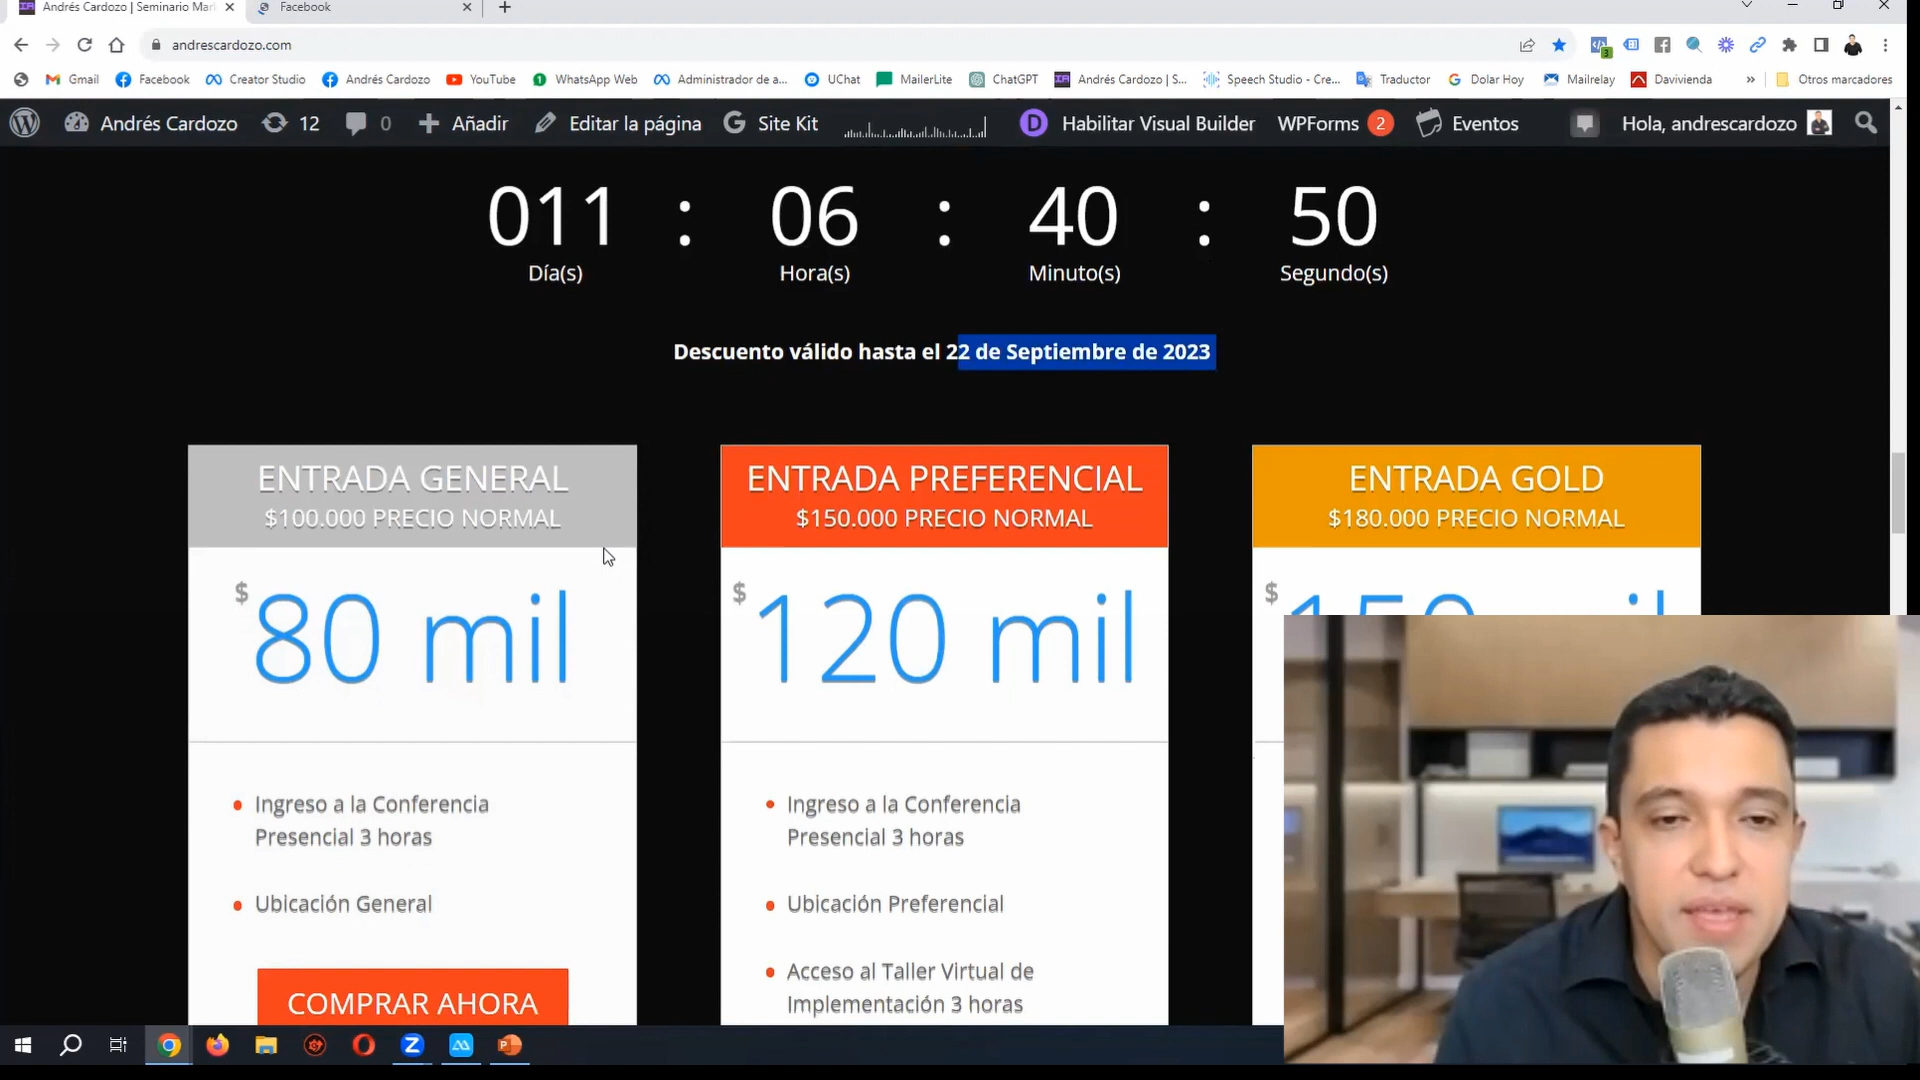 Andrés Cardozo | Seminario Mar
Facebook
andrescardozo.com
Gmail
Facebook
Creator Studio
Andrés Cardozo
YouTube
WhatsApp Web
Administrador de a...
UChat
MailerLite
ChatGPT
Andrés Cardozo | S...
Speech Studio - Cre...
Traductor
Dolar Hoy
Mailrelay
Davivienda
»
Otros marcadores
Andrés Cardozo
12
0
Añadir
Editar la página
Site Kit
D
Habilitar Visual Builder
WPForms 2
Eventos
Hola, andrescardozo
011 : 06 : 40 : 50
Día(s) Hora(s) Minuto(s) Segundo(s)
Descuento válido hasta el 22 de Septiembre de 2023
ENTRADA GENERAL
$100.000 PRECIO NORMAL
$80 mil
Ingreso a la Conferencia
Presencial 3 horas
Ubicación General
COMPRAR AHORA
ENTRADA PREFERENCIAL
$150.000 PRECIO NORMAL
$120 mil
Ingreso a la Conferencia
Presencial 3 horas
Ubicación Preferencial
Acceso al Taller Virtual de
Implementación 3 horas
ENTRADA GOLD
$180.000 PRECIO NORMAL
$150 mil